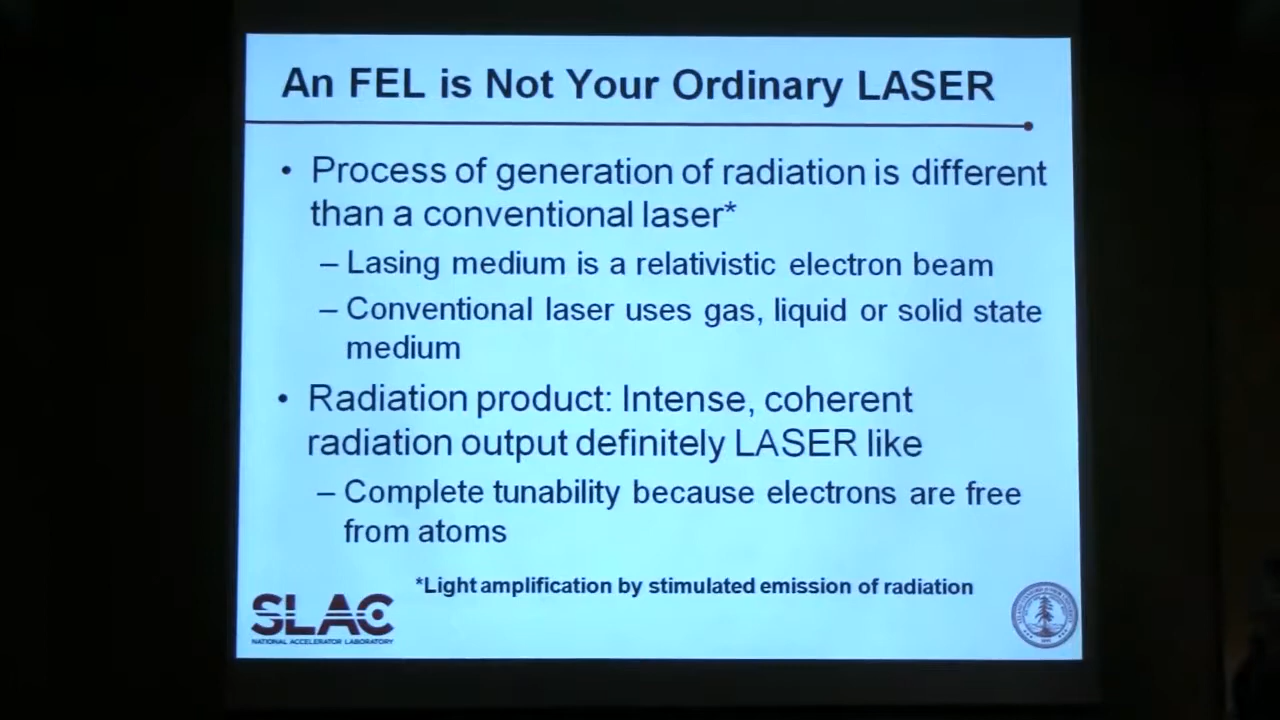 An FEL is Not Your Ordinary LASER
• Process of generation of radiation is different
than a conventional laser*
– Lasing medium is a relativistic electron beam
– Conventional laser uses gas, liquid or solid state
medium
• Radiation product: Intense, coherent
radiation output definitely LASER like
– Complete tunability because electrons are free
from atoms
*Light amplification by stimulated emission of radiation
SLAC
NATIONAL ACCELERATOR LABORATORY